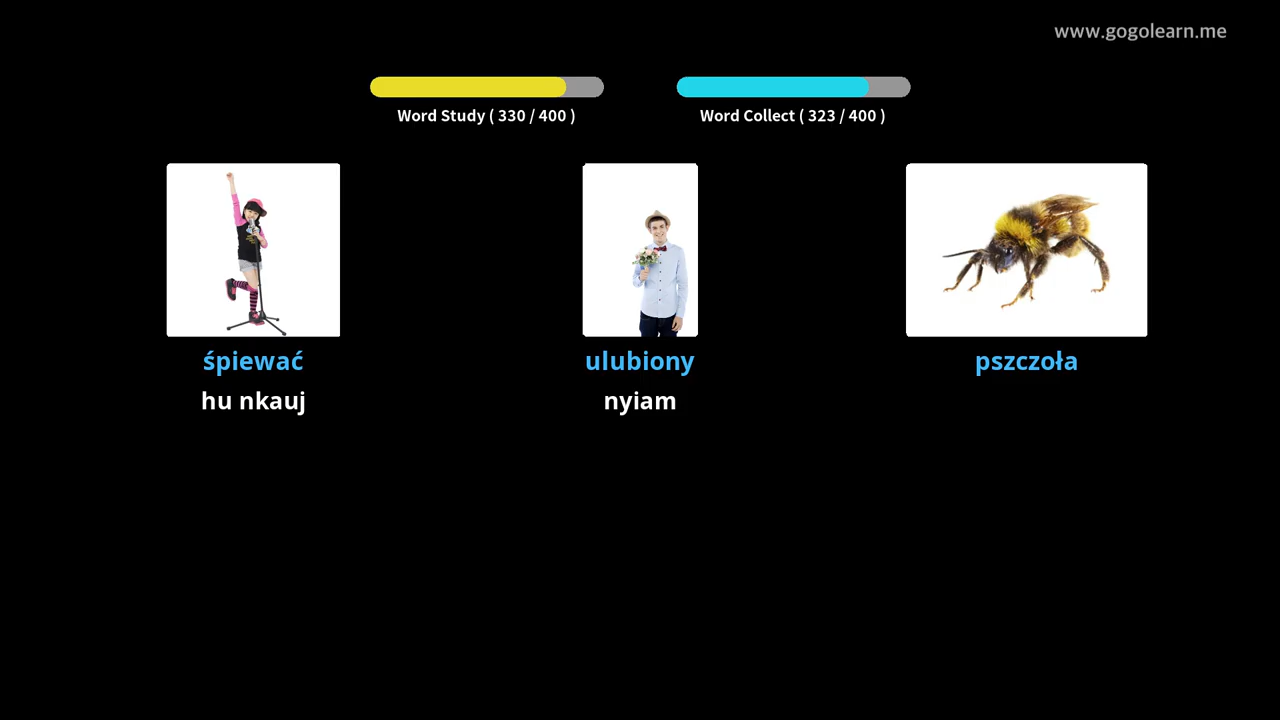 www.gogolearn.me
Word Study ( 330 / 400 )
Word Collect ( 323 / 400 )
śpiewać
ulubiony
pszczoła
hu nkauj
nyiam